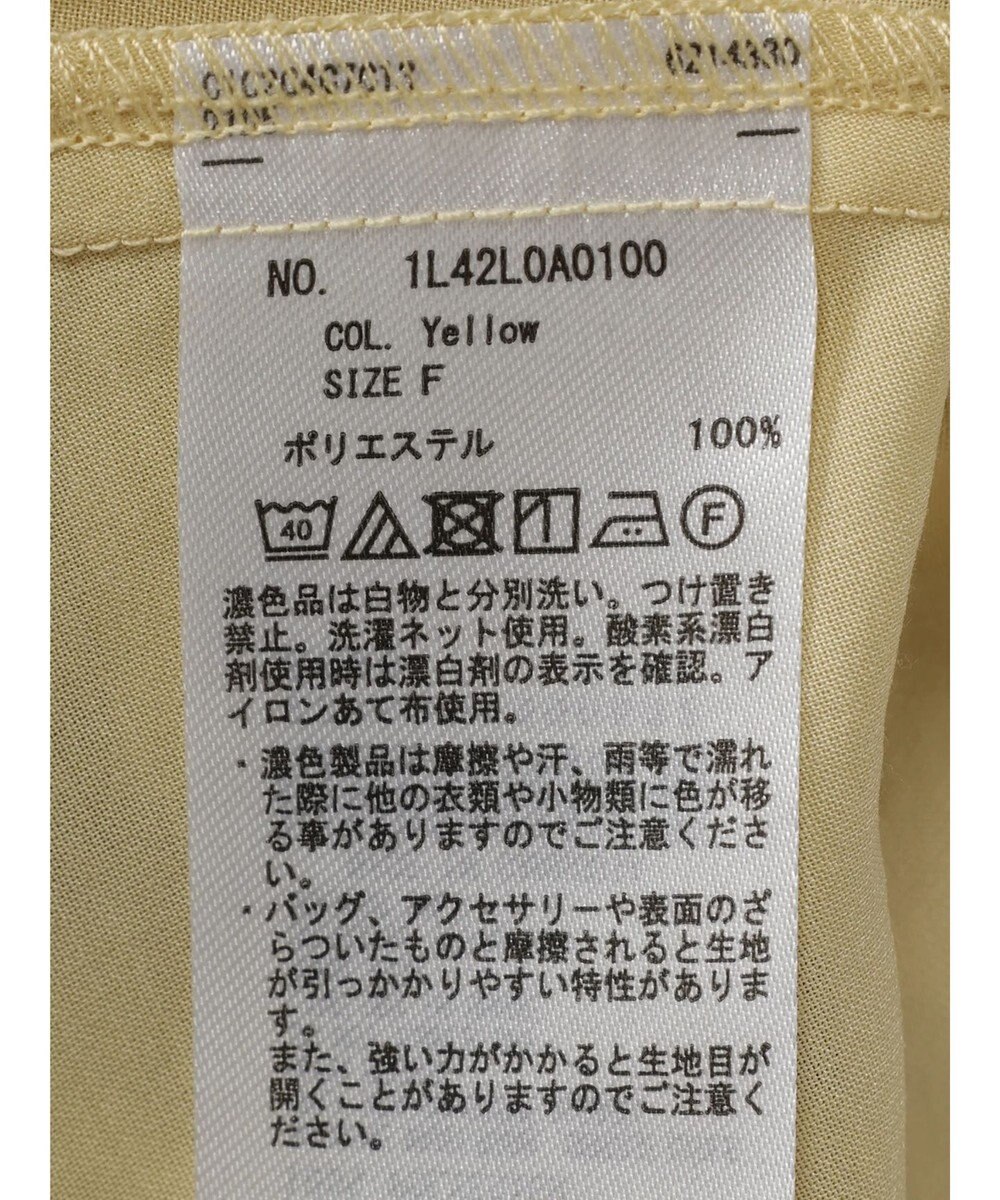 NO. 1L42L0A0100
COL. Yellow
SIZE F
ポリエステル 100%
40 F
濃色品は白物と分別洗い。つけ置き
禁止。洗濯ネット使用。酸素系漂白
剤使用時は漂白剤の表示を確認。ア
イロンあて布使用。
・濃色製品は摩擦や汗、雨等で濡れ
た際に他の衣類や小物類に色が移
る事がありますのでご注意くださ
い。
・バッグ、アクセサリーや表面のざ
らついたものと摩擦されると生地
が引っかかりやすい特性がありま
す。
また、強い力がかかると生地目が
開くことがありますのでご注意く
ださい。